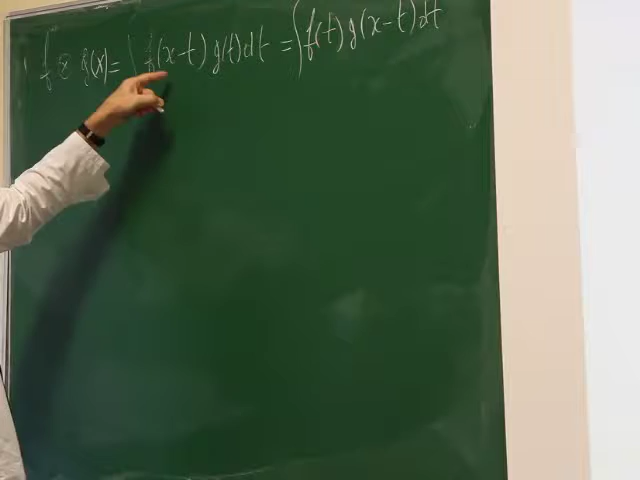 f ⊗ g(x) = ∫ f(x-t) g(t) dt = ∫ f(t) g(x-t) dt